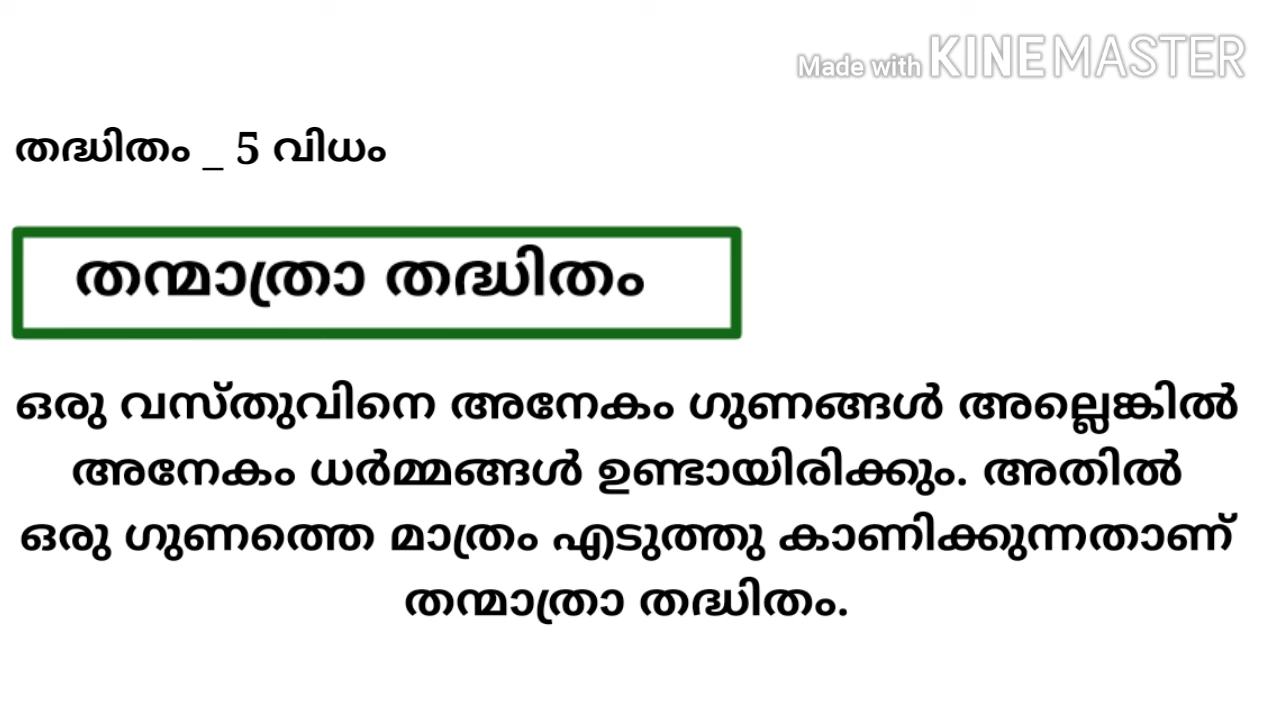 Made with KINEMASTER
തദ്ധിതം _ 5 വിധം
തന്മാത്രാ തദ്ധിതം
ഒരു വസ്തുവിനെ അനേകം ഗുണങ്ങൾ അല്ലെങ്കിൽ
അനേകം ധർമ്മങ്ങൾ ഉണ്ടായിരിക്കും. അതിൽ
ഒരു ഗുണത്തെ മാത്രം എടുത്തു കാണിക്കുന്നതാണ്
തന്മാത്രാ തദ്ധിതം.